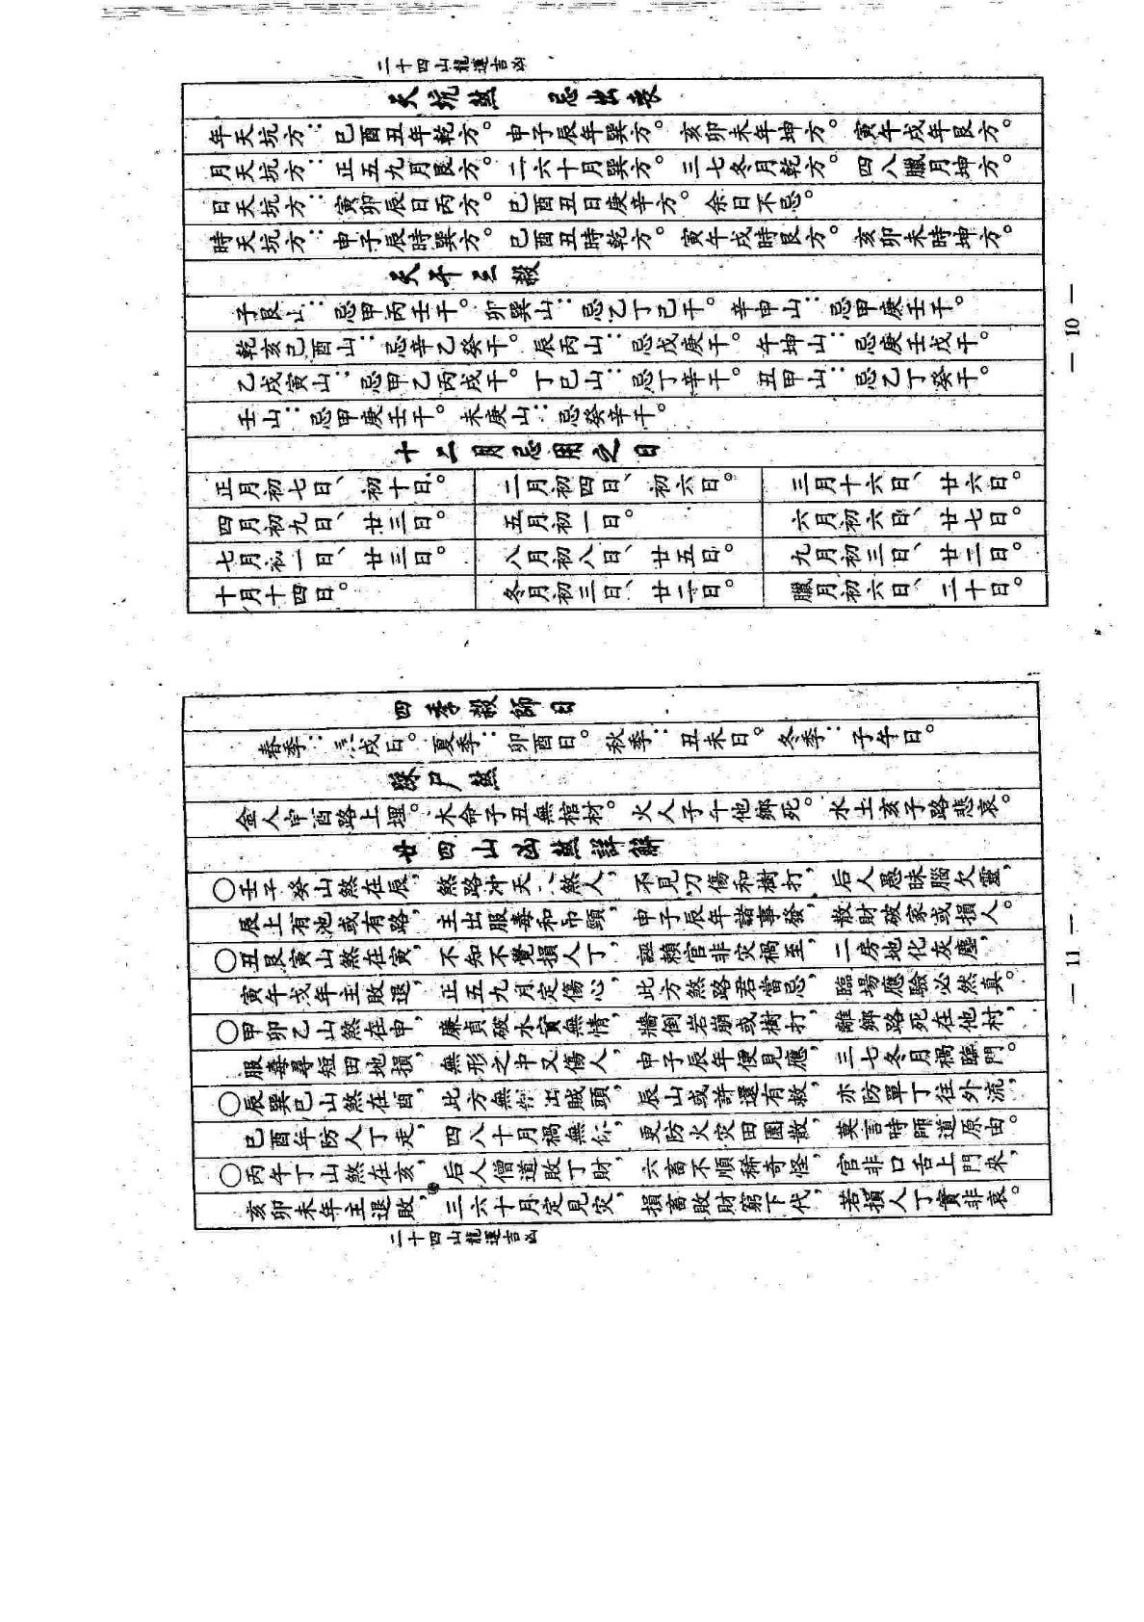 二十四山龍運吉凶
天坑煞 忌出喪
年天坑方：巳酉丑年乾方。申子辰年巽方。亥卯未年坤方。寅午戌年艮方。
月天坑方：正五九月艮方。二六十月巽方。三七冬月乾方。四八臘月坤方。
日天坑方：寅卯辰日丙方。巳酉丑日庚辛方。余日不忌。
時天坑方：申子辰時巽方。巳酉丑時乾方。寅午戌時艮方。亥卯未時坤方。
天干三殺
子艮山：忌甲丙壬干。卯巽山：忌乙丁己干。辛申山：忌甲庚壬干。
乾亥巳酉山：忌辛乙癸干。辰丙山：忌戊庚干。午坤山：忌庚壬戊干。
乙戌寅山：忌甲乙丙戊干。丁巳山：忌丁辛干。丑甲山：忌乙丁癸干。
壬山：忌甲庚壬干。未庚山：忌癸辛干。
十二月忌用之日
正月初七日、初十日。 二月初四日、初六日。 三月十六日、廿六日。
四月初九日、廿三日。 五月初一日。 六月初六日、廿七日。
七月初一日、廿三日。 八月初八日、廿五日。 九月初三日、廿二日。
十月十四日。 冬月初三日、廿二日。 臘月初六日、二十日。
— 10 —
四季殺師日
春季：戌日。夏季：卯酉日。秋季：丑未日。冬季：子午日。
尸煞
金人申酉路上埋。木命子丑無棺材。火人子午他鄉死。水土亥子路悲哀。
廿四山凶煞詳解
○壬子癸山煞在辰，煞路冲天八煞人，不見刀傷和樹打，后人愚昧腦欠靈，
辰上有池或有路，主出服毒和吊頸，申子辰年諸事發，散財破家或損人。
○丑艮寅山煞在寅，不知不覺損人丁，誣賴官非灾禍至，二房地化灰塵，
寅午戌年主敗退，正五九月定傷心，此方煞路君當忌，臨場應驗必然真。
○甲卯乙山煞在申，廉貞破水實無情，牆倒岩崩或樹打，離鄉路死在他村，
服毒尋短田地損，無形之中又傷人，申子辰年便見應，三七冬月禍臨門。
○辰巽巳山煞在酉，此方無你出賊頭，辰山或許還有救，亦防單丁往外流，
巳酉年防人丁走，四八十月禍無你，更防火灾田園散，莫言時師道原由。
○丙午丁山煞在亥，后人僧道敗丁財，六畜不順稀奇怪，官非口舌上門來，
亥卯未年主退敗，三六十月定見灾，損畜敗財窮下代，若損人丁實非哀。
二十四山龍運吉凶
— 11 —